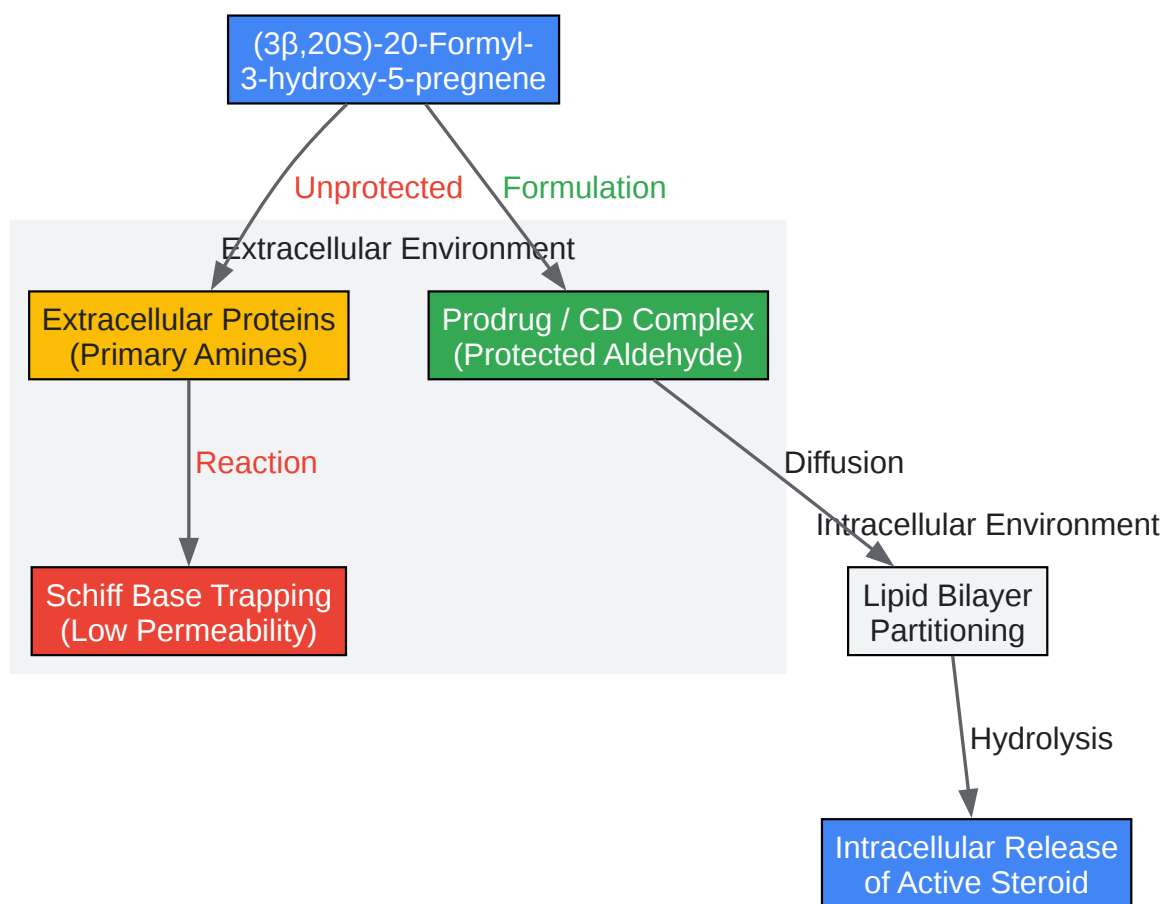 (3β,20S)-20-Formyl-
3-hydroxy-5-pregnene
Unprotected
Formulation
Extracellular Environment
Extracellular Proteins
(Primary Amines)
Prodrug / CD Complex
(Protected Aldehyde)
Reaction
Diffusion
Intracellular Environment
Schiff Base Trapping
(Low Permeability)
Lipid Bilayer
Partitioning
Hydrolysis
Intracellular Release
of Active Steroid